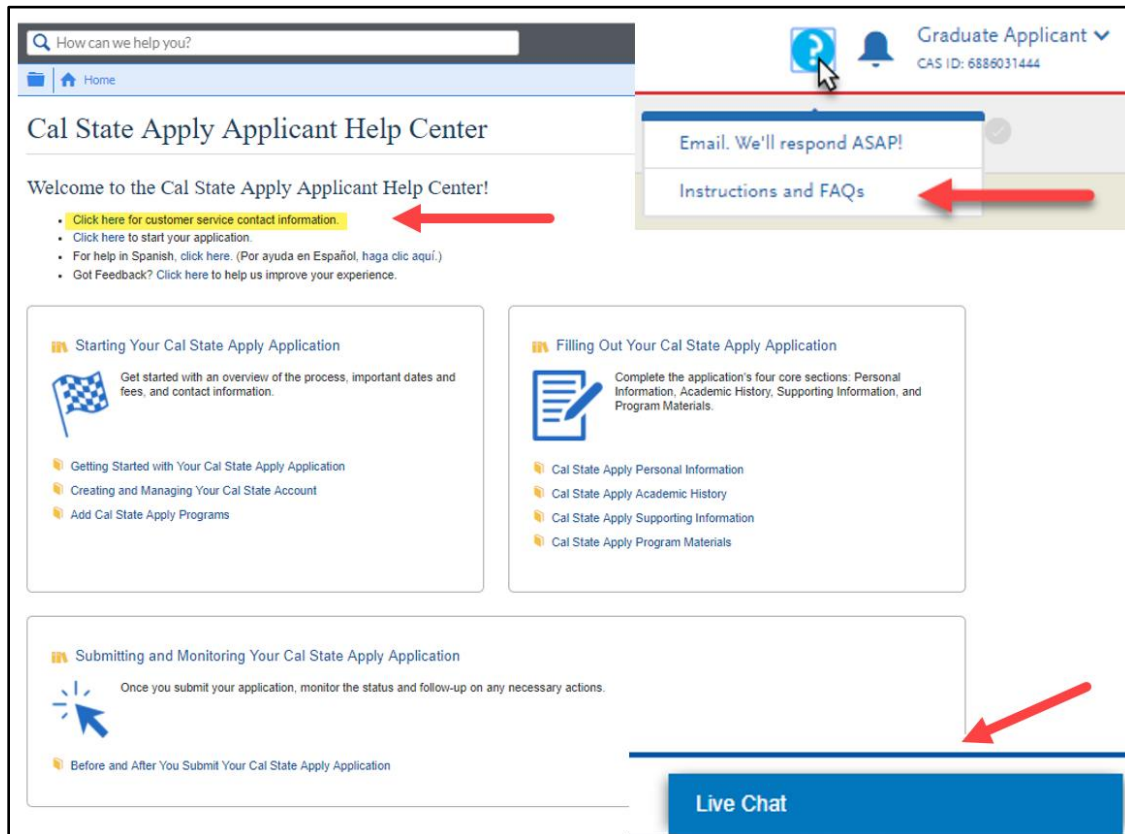 How can we help you?
Home
Cal State Apply Applicant Help Center
Welcome to the Cal State Apply Applicant Help Center!
Click here for customer service contact information.
Click here to start your application.
For help in Spanish, click here. (Por ayuda en Español, haga clic aquí.)
Got Feedback? Click here to help us improve your experience.
Graduate Applicant
CAS ID: 6886031444
Email. We'll respond ASAP!
Instructions and FAQs
Starting Your Cal State Apply Application
Get started with an overview of the process, important dates and
fees, and contact information.
Getting Started with Your Cal State Apply Application
Creating and Managing Your Cal State Account
Add Cal State Apply Programs
Filling Out Your Cal State Apply Application
Complete the application's four core sections: Personal
Information, Academic History, Supporting Information, and
Program Materials.
Cal State Apply Personal Information
Cal State Apply Academic History
Cal State Apply Supporting Information
Cal State Apply Program Materials
Submitting and Monitoring Your Cal State Apply Application
Once you submit your application, monitor the status and follow-up on any necessary actions.
Before and After You Submit Your Cal State Apply Application
Live Chat